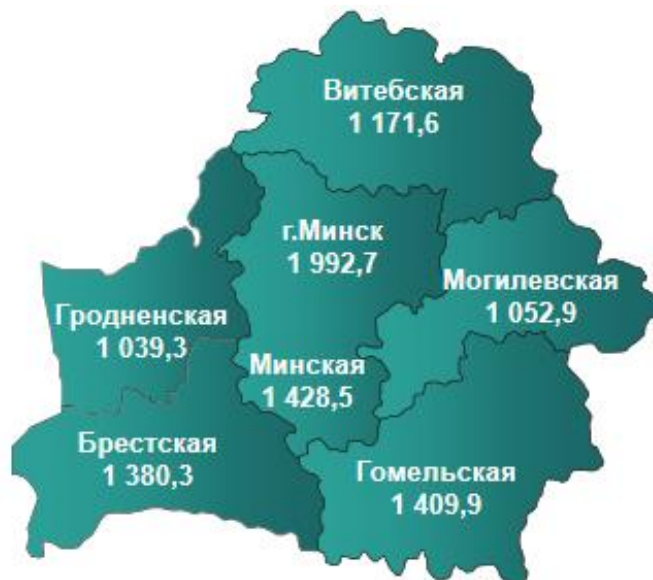 Витебская
1 171,6
г.Минск
1 992,7
Могилевская
1 052,9
Гродненская
1 039,3
Минская
1 428,5
Брестская
1 380,3
Гомельская
1 409,9